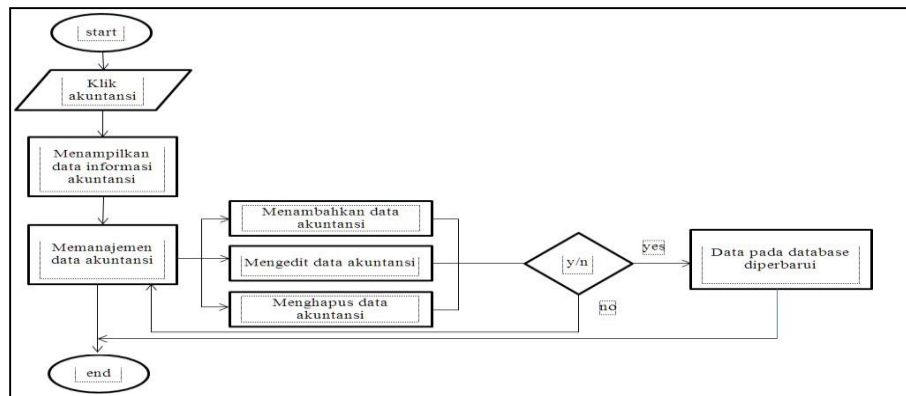 start
Klik
akuntansi
Menampilkan
data informasi
akuntansi
Memanajemen
data akuntansi
Menambahkan data
akuntansi
Mengedit data akuntansi
Menghapus data
akuntansi
y/n
yes
no
Data pada database
diperbarui
end